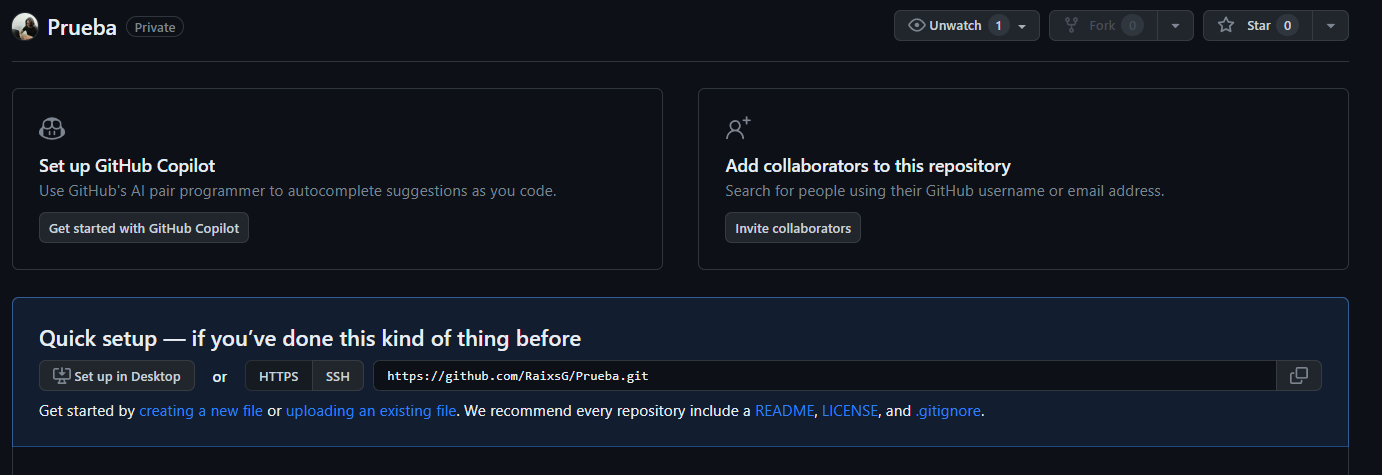 Prueba Private Unwatch 1 Fork 0 Star 0
Set up GitHub Copilot
Use GitHub's AI pair programmer to autocomplete suggestions as you code.
Get started with GitHub Copilot
Add collaborators to this repository
Search for people using their GitHub username or email address.
Invite collaborators
Quick setup — if you’ve done this kind of thing before
Set up in Desktop or HTTPS SSH https://github.com/RaixsG/Prueba.git
Get started by creating a new file or uploading an existing file. We recommend every repository include a README, LICENSE, and .gitignore.